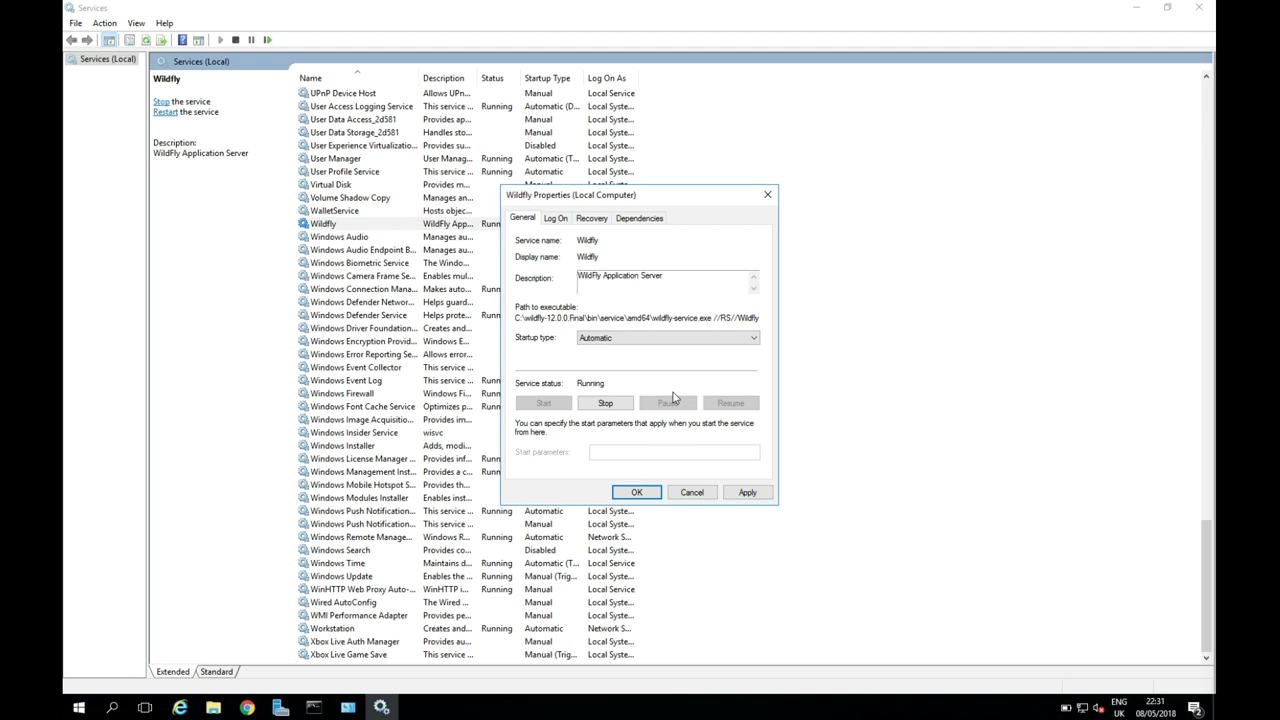 Services
File Action View Help
Services (Local)
Services (Local)
Wildfly
Stop the service
Restart the service
Description:
WildFly Application Server
Name Description Status Startup Type Log On As
UPnP Device Host Allows UPn... Manual Local Service
User Access Logging Service This service ... Running Automatic (D... Local Syste...
User Data Access_2d581 Provides ap... Manual Local Syste...
User Data Storage_2d581 Handles sto... Manual Local Syste...
User Experience Virtualizatio... Provides su... Disabled Local Syste...
User Manager User Manag... Running Automatic (T... Local Syste...
User Profile Service This service ... Running Automatic Local Syste...
Virtual Disk Provides m... Manual Local Syste...
Volume Shadow Copy Manages an...
WalletService Hosts objec...
Wildfly WildFly App... Runn
Windows Audio Manages au...
Windows Audio Endpoint B... Manages au...
Windows Biometric Service The Windo...
Windows Camera Frame Ser... Enables mul...
Windows Connection Mana... Makes auto... Runn
Windows Defender Networ... Helps guard...
Windows Defender Service Helps prote... Runn
Windows Driver Foundation... Creates and...
Windows Encryption Provid... Windows E...
Windows Error Reporting Se... Allows error...
Windows Event Collector This service ... Runn
Windows Event Log This service ... Runn
Windows Firewall Windows Fi... Runn
Windows Font Cache Service Optimizes p... Runn
Windows Image Acquisitio... Provides im...
Windows Insider Service wisvc
Windows Installer Adds, modi...
Windows License Manager ... Provides inf... Runn
Windows Management Inst... Provides a c... Runn
Windows Mobile Hotspot S... Provides th...
Windows Modules Installer Enables inst...
Windows Push Notification... This service ... Running Automatic Local Syste...
Windows Push Notification... This service ... Manual Local Syste...
Windows Remote Manage... Windows R... Running Automatic Network S...
Windows Search Provides co... Disabled Local Syste...
Windows Time Maintains d... Running Automatic Local Service
Windows Update Enables the ... Running Manual (Trig... Local Syste...
WinHTTP Web Proxy Auto-... WinHTTP i... Running Manual Local Service
Wired AutoConfig The Wired ... Manual Local Syste...
WMI Performance Adapter Provides pe... Manual Local Syste...
Workstation Creates and... Running Automatic Network S...
Xbox Live Auth Manager Provides au... Manual Local Syste...
Xbox Live Game Save This service ... Manual (Trig... Local Syste...
Wildfly Properties (Local Computer)
General Log On Recovery Dependencies
Service name: Wildfly
Display name: Wildfly
Description: WildFly Application Server
Path to executable:
C:\wildfly-12.0.0.Final\bin\service\amd64\wildfly-service.exe //RS//Wildfly
Startup type: Automatic
Service status: Running
Start Stop Resume
You can specify the start parameters that apply when you start the service
from here.
Start parameters:
OK Cancel Apply
Extended Standard
ENG
UK
22:31
08/05/2018
2